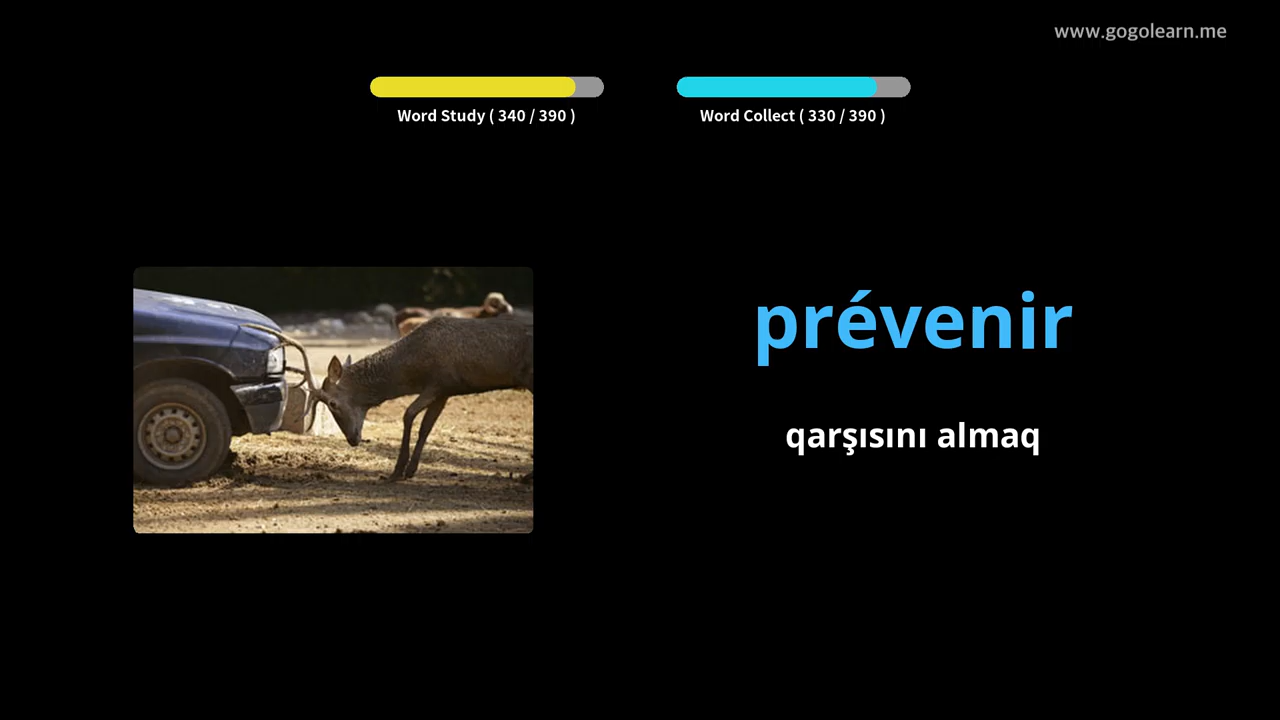 www.gogolearn.me
Word Study ( 340 / 390 )
Word Collect ( 330 / 390 )
prévenir
qarşısını almaq